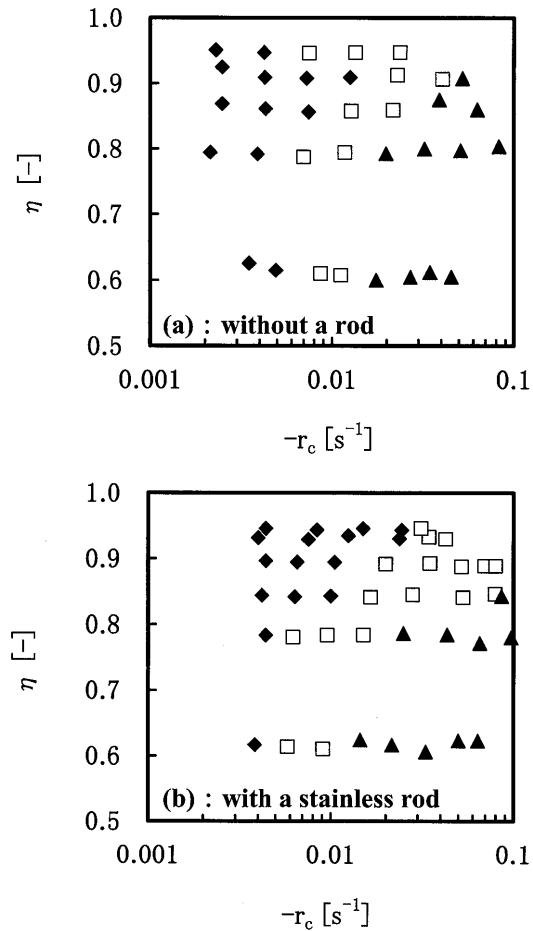 1.0
0.9
0.8
0.7
0.6
0.5
η [-]
(a) : without a rod
0.001 0.01 0.1
-r_c [s⁻¹]
1.0
0.9
0.8
0.7
0.6
0.5
η [-]
(b) : with a stainless rod
0.001 0.01 0.1
-r_c [s⁻¹]